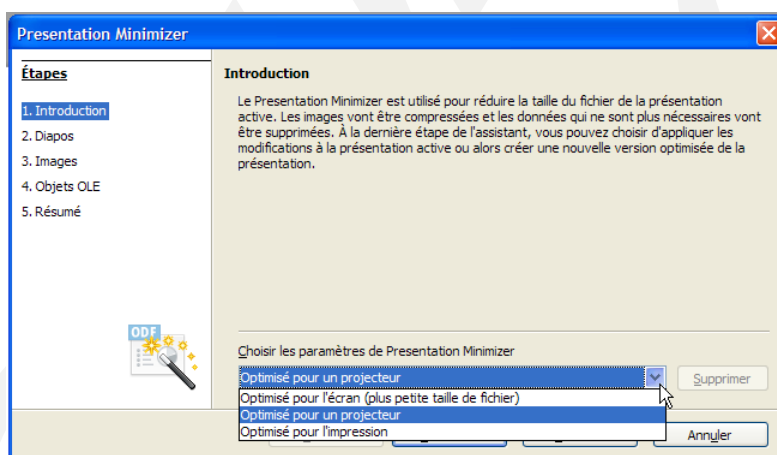 Presentation Minimizer
Étapes
1. Introduction
2. Diapos
3. Images
4. Objets OLE
5. Résumé
ODF
Introduction
Le Presentation Minimizer est utilisé pour réduire la taille du fichier de la présentation
active. Les images vont être compressées et les données qui ne sont plus nécessaires vont
être supprimées. À la dernière étape de l'assistant, vous pouvez choisir d'appliquer les
modifications à la présentation active ou alors créer une nouvelle version optimisée de la
présentation.
Choisir les paramètres de Presentation Minimizer
Optimisé pour un projecteur
Supprimer
Optimisé pour l'écran (plus petite taille de fichier)
Optimisé pour un projecteur
Optimisé pour l'impression
Annuler